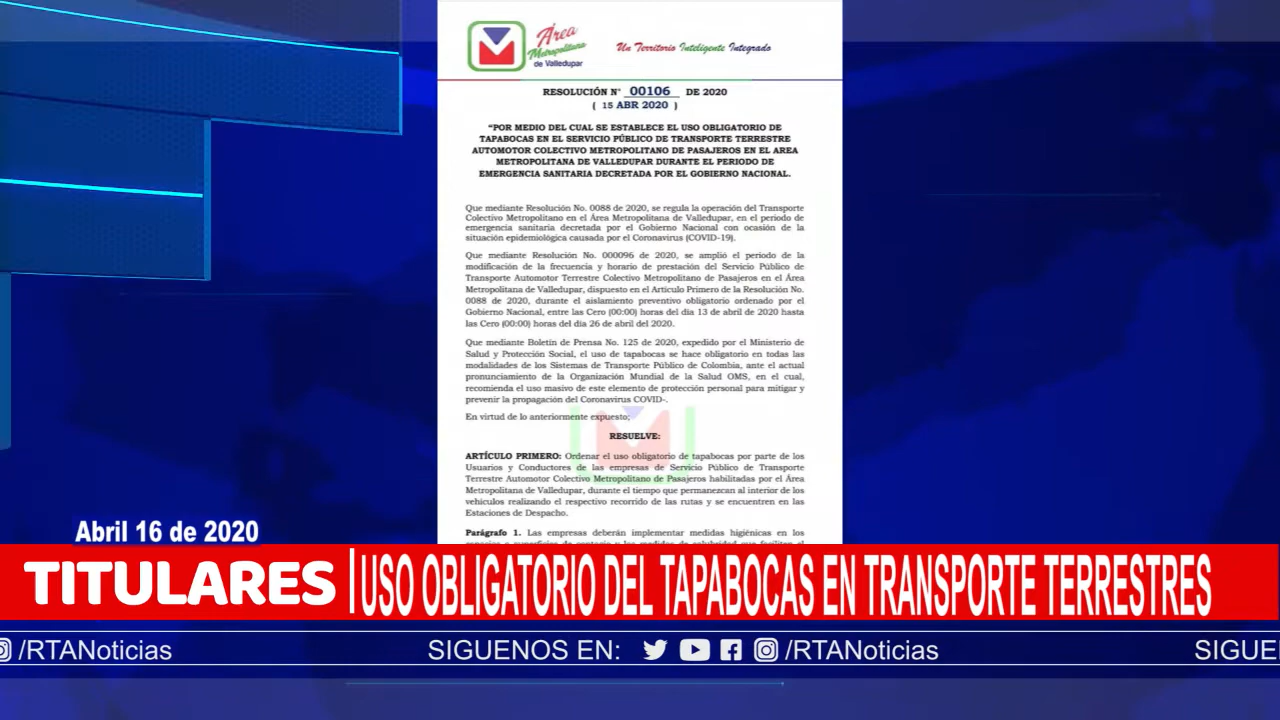 Área
Metropolitana
de Valledupar
Un Territorio Inteligente Integrado
RESOLUCIÓN N° 00106 DE 2020
( 15 ABR 2020 )
"POR MEDIO DEL CUAL SE ESTABLECE EL USO OBLIGATORIO DE
TAPABOCAS EN EL SERVICIO PÚBLICO DE TRANSPORTE TERRESTRE
AUTOMOTOR COLECTIVO METROPOLITANO DE PASAJEROS EN EL AREA
METROPOLITANA DE VALLEDUPAR DURANTE EL PERIODO DE
EMERGENCIA SANITARIA DECRETADA POR EL GOBIERNO NACIONAL.
Que mediante Resolución No. 0088 de 2020, se regula la operación del Transporte
Colectivo Metropolitano en el Área Metropolitana de Valledupar, en el periodo de
emergencia sanitaria decretada por el Gobierno Nacional con ocasión de la
situación epidemiológica causada por el Coronavirus (COVID-19).
Que mediante Resolución No. 000096 de 2020, se amplió el periodo de la
modificación de la frecuencia y horario de prestación del Servicio Público de
Transporte Automotor Terrestre Colectivo Metropolitano de Pasajeros en el Área
Metropolitana de Valledupar, dispuesto en el Artículo Primero de la Resolución No.
0088 de 2020, durante el aislamiento preventivo obligatorio ordenado por el
Gobierno Nacional, entre las Cero (00:00) horas del día 13 de abril de 2020 hasta
las Cero (00:00) horas del día 26 de abril del 2020.
Que mediante Boletín de Prensa No. 125 de 2020, expedido por el Ministerio de
Salud y Protección Social, el uso de tapabocas se hace obligatorio en todas las
modalidades de los Sistemas de Transporte Público de Colombia, ante el actual
pronunciamiento de la Organización Mundial de la Salud OMS, en el cual,
recomienda el uso masivo de este elemento de protección personal para mitigar y
prevenir la propagación del Coronavirus COVID-.
En virtud de lo anteriormente expuesto;
RESUELVE:
ARTÍCULO PRIMERO: Ordenar el uso obligatorio de tapabocas por parte de los
Usuarios y Conductores de las empresas de Servicio Público de Transporte
Terrestre Automotor Colectivo Metropolitano de Pasajeros habilitadas por el Área
Metropolitana de Valledupar, durante el tiempo que permanezcan al interior de los
vehículos realizando el respectivo recorrido de las rutas y se encuentren en las
Estaciones de Despacho.
Parágrafo 1. Las empresas deberán implementar medidas higiénicas en los
Abril 16 de 2020
TITULARES USO OBLIGATORIO DEL TAPABOCAS EN TRANSPORTE TERRESTRES
/RTANoticias SIGUENOS EN: /RTANoticias SIGUE